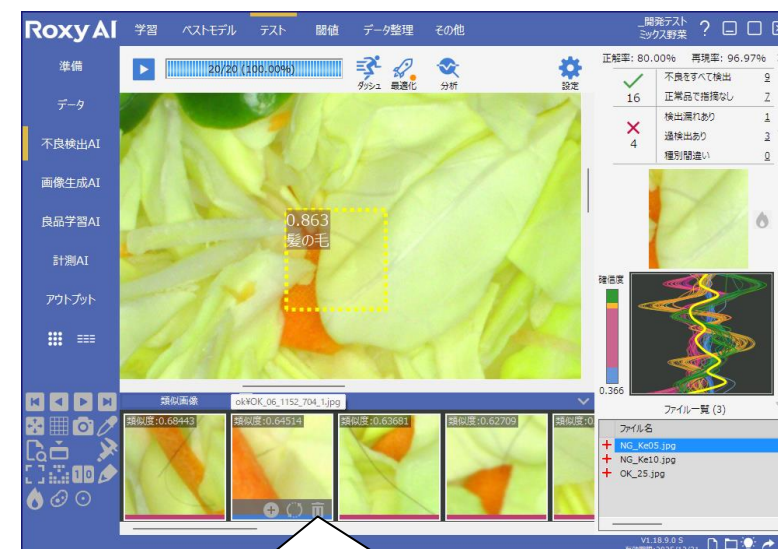 Roxy AI
学習
ベストモデル
テスト
閾値
データ整理
その他
_開発テスト
ミックス野菜
?
準備
データ
不良検出AI
画像生成AI
良品学習AI
計測AI
アウトプット
20/20 (100.00%)
ダッシュ
最適化
分析
設定
0.863
髪の毛
正解率: 80.00% 再現率: 96.97%
16
不良をすべて検出 9
正常品で指摘なし 7
4
検出漏れあり 1
過検出あり 3
種別間違い 0
確信度
0.366
ファイル一覧 (3)
ファイル名
NG_Ke05.jpg
NG_Ke10.jpg
OK_25.jpg
類似画像
ok¥OK_06_1152_704_1.jpg
類似度:0.68443
類似度:0.64514
類似度:0.63681
類似度:0.62709
類似度:0
V1.18.9.0 S